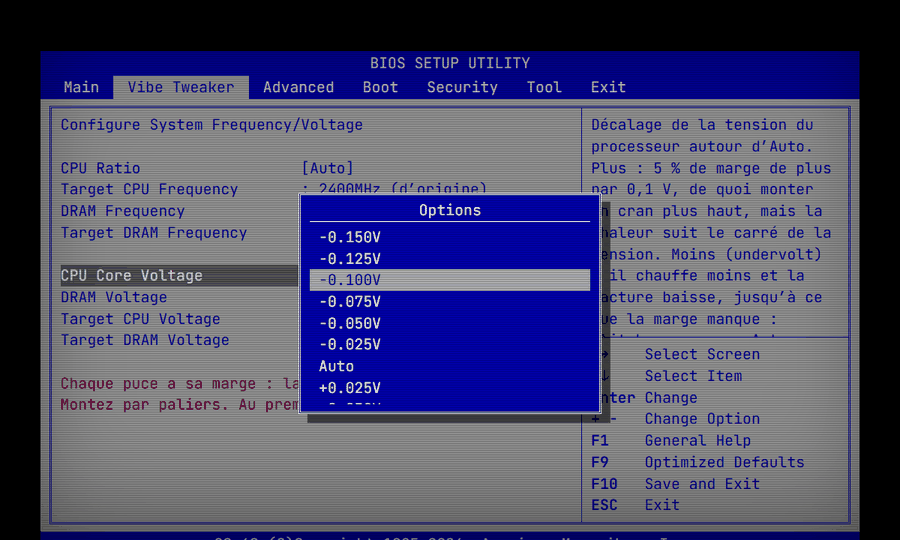 BIOS SETUP UTILITY
Main Vibe Tweaker Advanced Boot Security Tool Exit
Configure System Frequency/Voltage
CPU Ratio [Auto]
Target CPU Frequency : 2400MHz (d’origine)
DRAM Frequency
Target DRAM Frequency
CPU Core Voltage
DRAM Voltage
Target CPU Voltage
Target DRAM Voltage
Chaque puce a sa marge : la
Montez par paliers. Au prem
Options
-0.150V
-0.125V
-0.100V
-0.075V
-0.050V
-0.025V
Auto
+0.025V
Décalage de la tension du
processeur autour d’Auto.
Plus : 5 % de marge de plus
par 0,1 V, de quoi monter
cran plus haut, mais la
chaleur suit le carré de la
tension. Moins (undervolt)
il chauffe moins et la
facture baisse, jusqu’à ce
que la marge manque :
Select Screen
Select Item
Enter Change
+ - Change Option
F1 General Help
F9 Optimized Defaults
F10 Save and Exit
ESC Exit